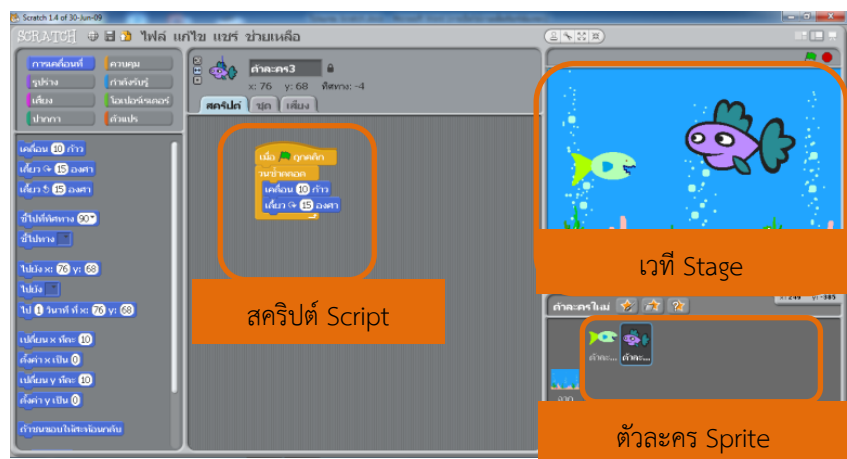 Scratch 1.4 of 30-Jun-09
SCRATCH ไฟล์ แก้ไข แชร์ ช่วยเหลือ
การเคลื่อนที่ ควบคุม
รูปร่าง กำลังรับรู้
เสียง โอเปอร์เรเตอร์
ปากกา ตัวแปร
เคลื่อน 10 ก้าว
เลี้ยว 15 องศา
เลี้ยว 15 องศา
ชี้ไปที่ทิศทาง 90
ชี้ไปทาง
ไปยัง x: 76 y: 68
ไปยัง
ไป 1 วินาที ที่ x: 76 y: 68
เปลี่ยน x ทีละ 10
ตั้งค่า x เป็น 0
เปลี่ยน y ทีละ 10
ตั้งค่า y เป็น 0
ถ้าชนขอบให้สะท้อนกลับ
ตัวละคร3
x: 76 y: 68 ทิศทาง: -4
สคริปต์ ชุด เสียง
เมื่อ ถูกคลิก
วนซ้ำตลอด
เคลื่อน 10 ก้าว
เลี้ยว 15 องศา
สคริปต์ Script
เวที Stage
ตัวละครใหม่
ตัวละ... ตัวละ...
ฉาก
ตัวละคร Sprite